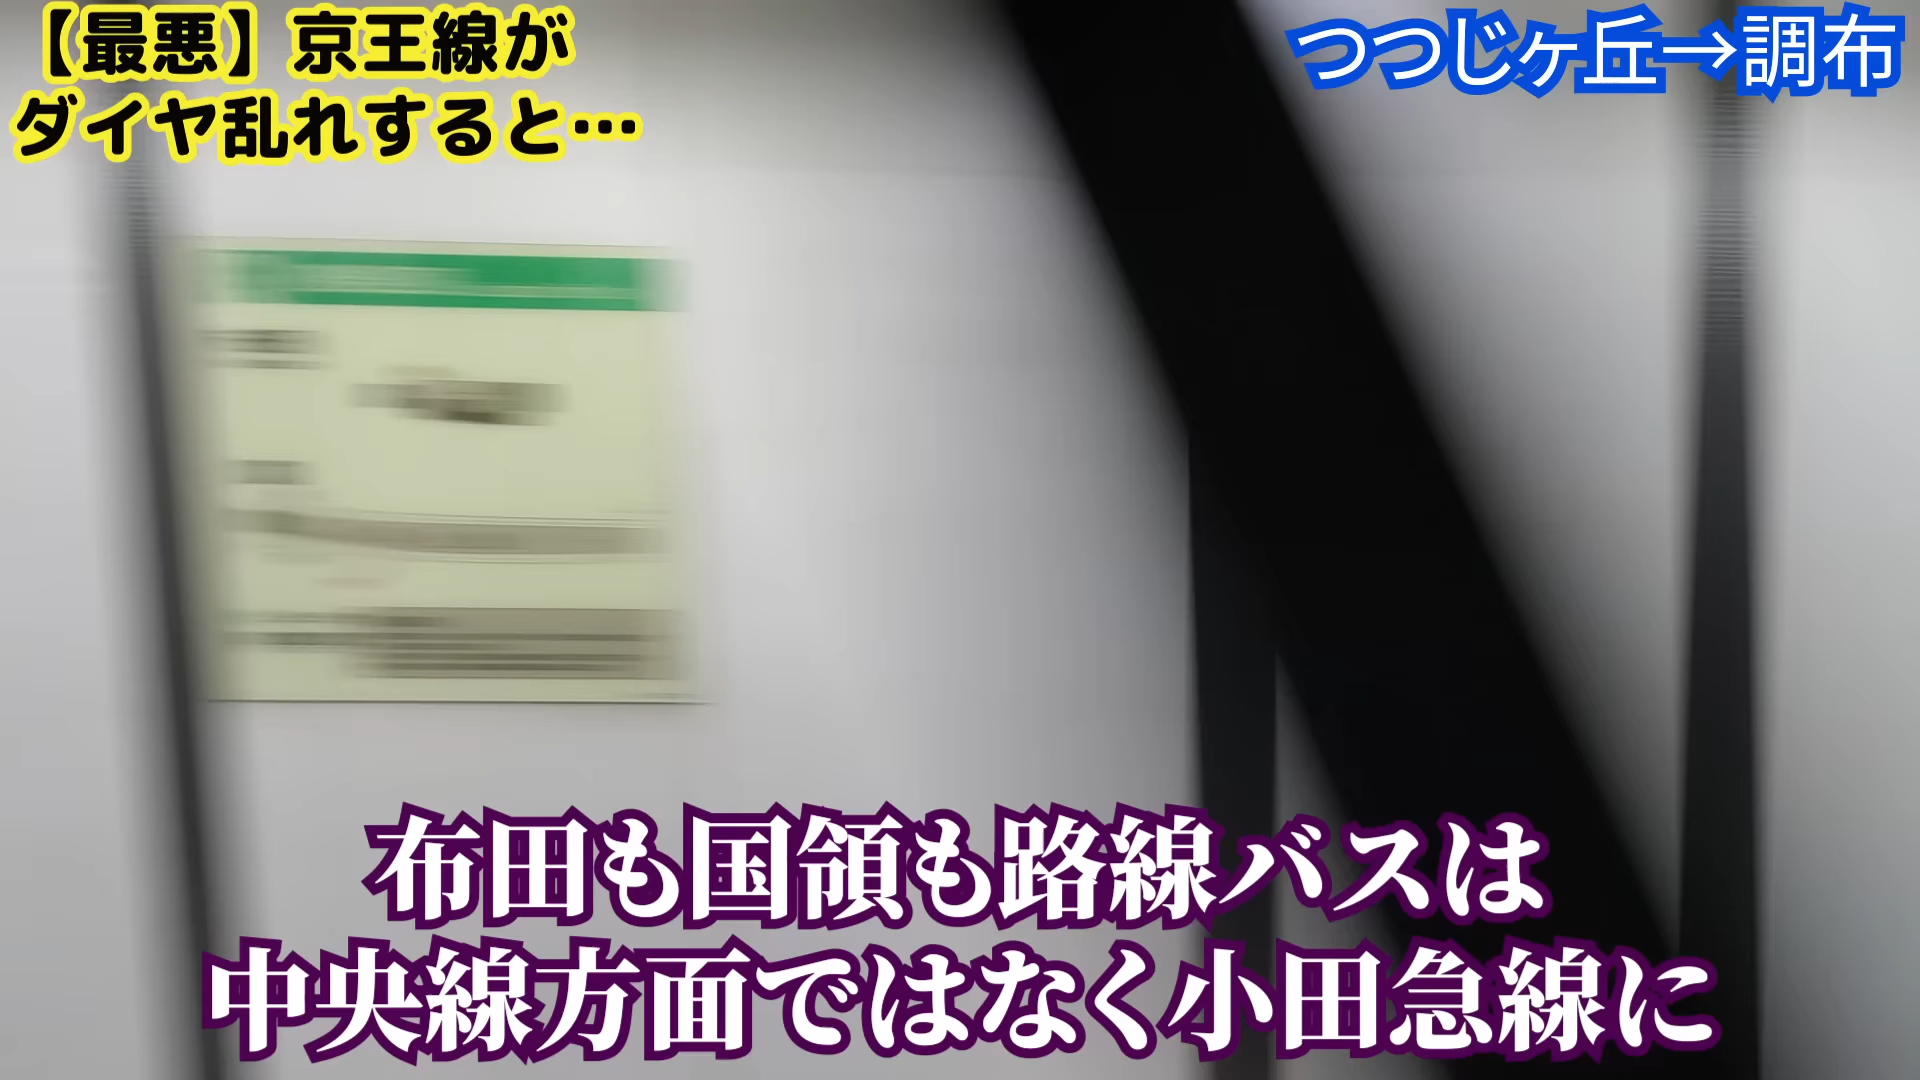 【最悪】京王線が
ダイヤ乱れすると…
つつじヶ丘→調布
布田も国領も路線バスは
中央線方面ではなく小田急線に